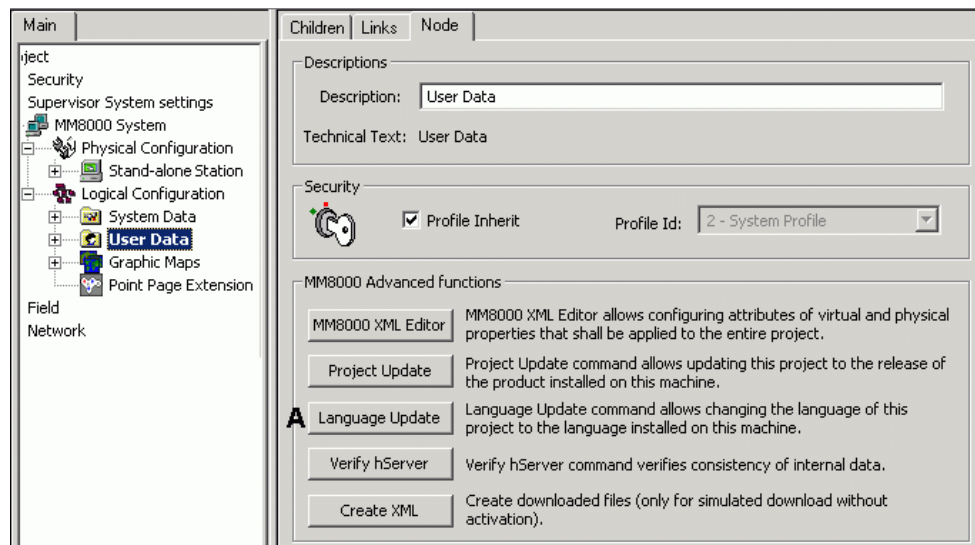 Main
ject
Security
Supervisor System settings
MM8000 System
Physical Configuration
Stand-alone Station
Logical Configuration
System Data
User Data
Graphic Maps
Point Page Extension
Field
Network
Children Links Node
Descriptions
Description: User Data
Technical Text: User Data
Security
Profile Inherit Profile Id: 2 - System Profile
MM8000 Advanced functions
MM8000 XML Editor
MM8000 XML Editor allows configuring attributes of virtual and physical
properties that shall be applied to the entire project.
Project Update
Project Update command allows updating this project to the release of
the product installed on this machine.
A Language Update
Language Update command allows changing the language of this
project to the language installed on this machine.
Verify hServer
Verify hServer command verifies consistency of internal data.
Create XML
Create downloaded files (only for simulated download without
activation).